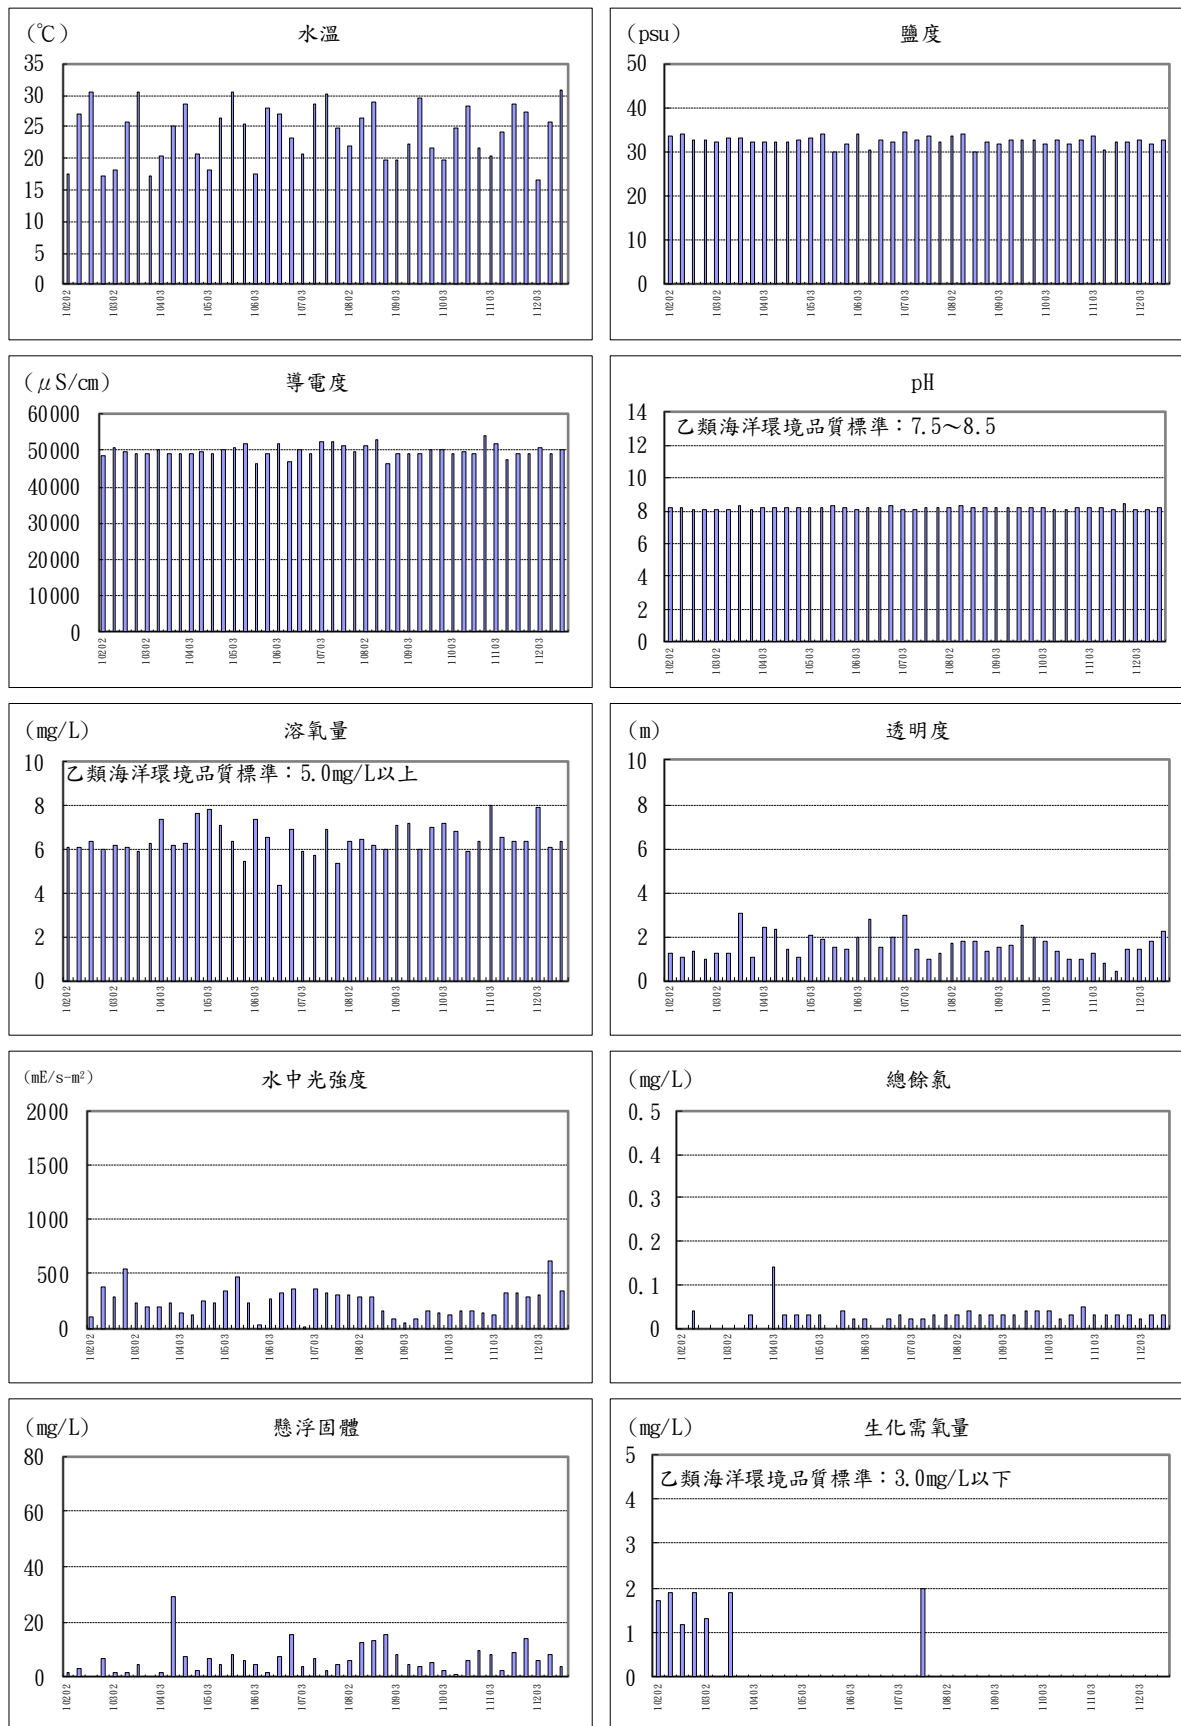 (℃) 水溫
35
30
25
20
15
10
5
0
10202 10302 10403 10503 10603 10703 10802 10903 11003 11103 11203
(psu) 鹽度
50
40
30
20
10
0
10202 10302 10403 10503 10603 10703 10802 10903 11003 11103 11203
(μS/cm) 導電度
60000
50000
40000
30000
20000
10000
0
10202 10302 10403 10503 10603 10703 10802 10903 11003 11103 11203
pH
乙類海洋環境品質標準：7.5～8.5
14
12
10
8
6
4
2
0
10202 10302 10403 10503 10603 10703 10802 10903 11003 11103 11203
(mg/L) 溶氧量
乙類海洋環境品質標準：5.0mg/L以上
10
8
6
4
2
0
10202 10302 10403 10503 10603 10703 10802 10903 11003 11103 11203
(m) 透明度
10
8
6
4
2
0
10202 10302 10403 10503 10603 10703 10802 10903 11003 11103 11203
(mE/s-m²) 水中光強度
2000
1500
1000
500
0
10202 10302 10403 10503 10603 10703 10802 10903 11003 11103 11203
(mg/L) 總餘氯
0.5
0.4
0.3
0.2
0.1
0
10202 10302 10403 10503 10603 10703 10802 10903 11003 11103 11203
(mg/L) 懸浮固體
80
60
40
20
0
10202 10302 10403 10503 10603 10703 10802 10903 11003 11103 11203
(mg/L) 生化需氧量
乙類海洋環境品質標準：3.0mg/L以下
5
4
3
2
1
0
10202 10302 10403 10503 10603 10703 10802 10903 11003 11103 11203